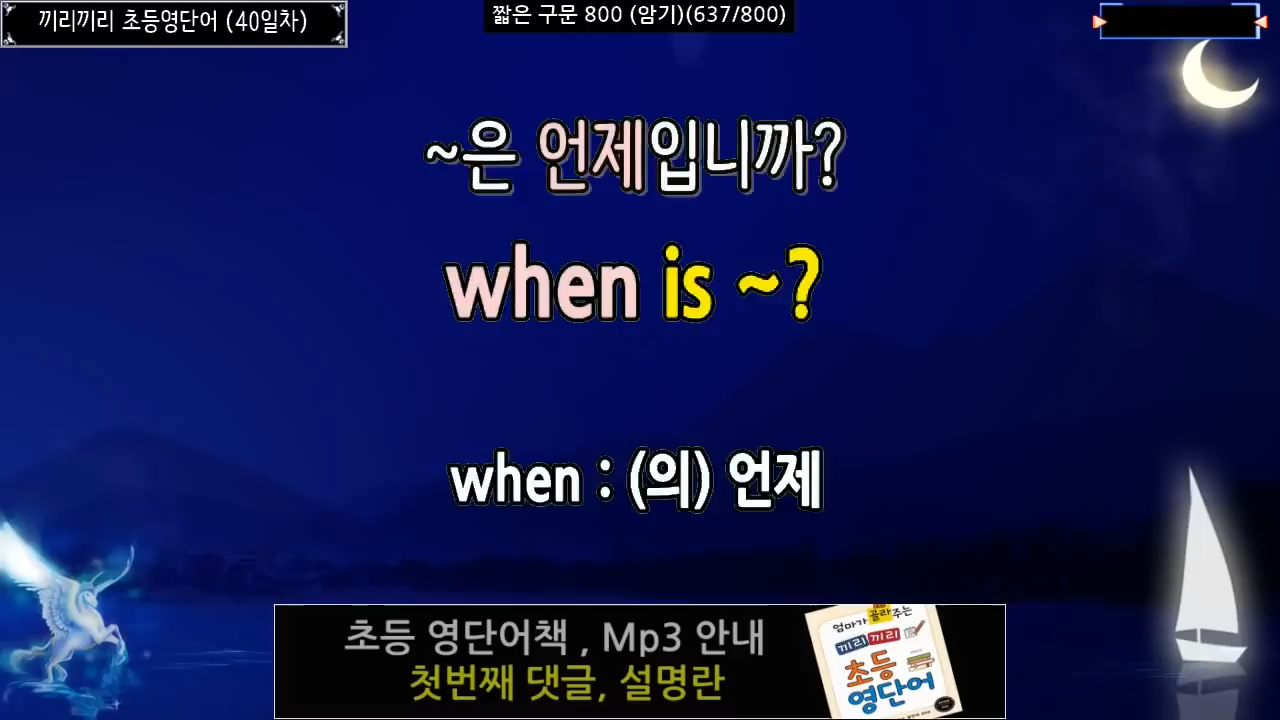 끼리끼리 초등영단어 (40일차)
짧은 구문 800 (암기)(637/800)
~은 언제입니까?
when is ~?
when : (의) 언제
초등 영단어책 , Mp3 안내
첫번째 댓글, 설명란
엄마가 골라주는
끼리끼리
초등
영단어